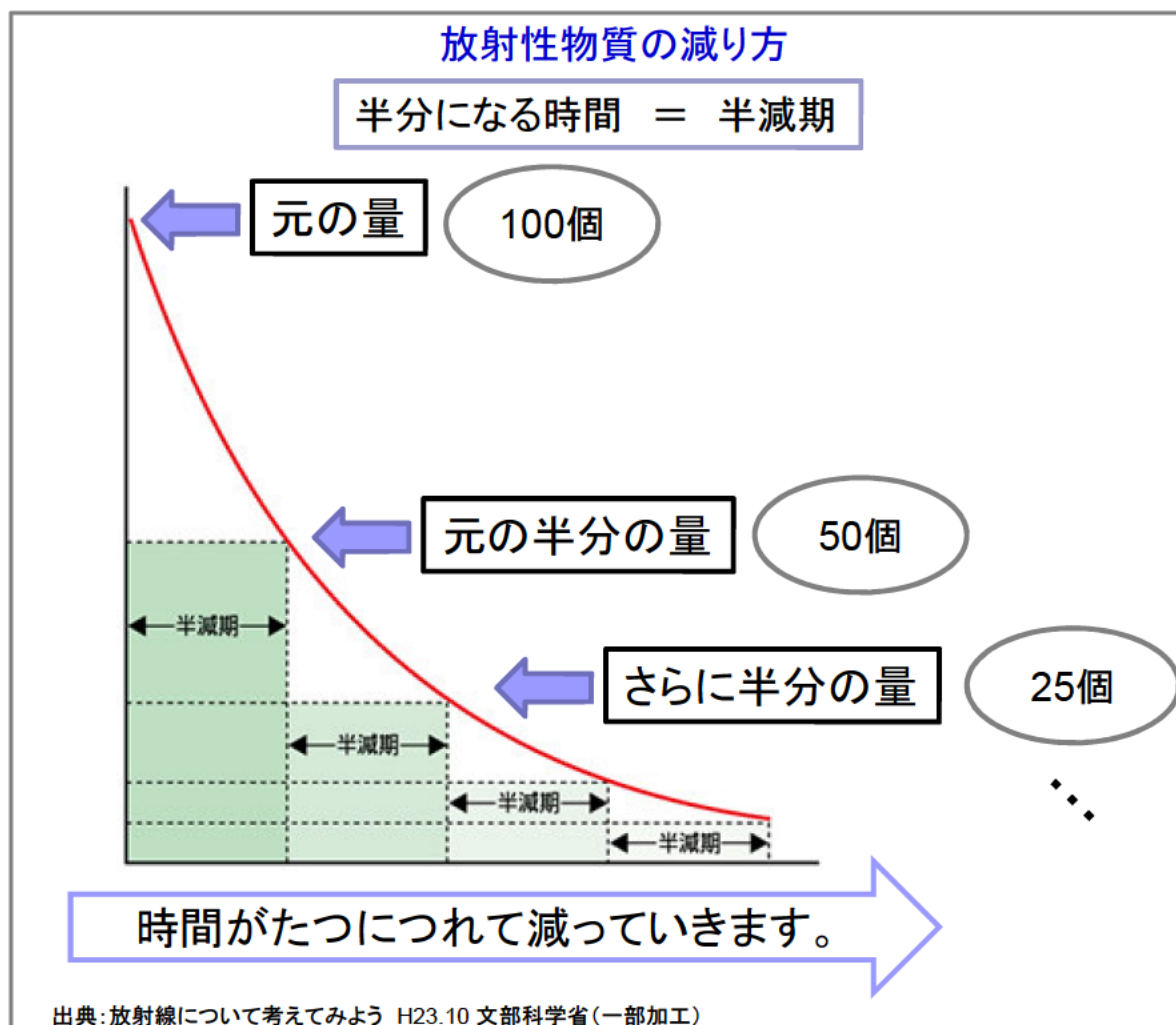 放射性物質の減り方
半分になる時間 ＝ 半減期
元の量
100個
元の半分の量
50個
半減期
さらに半分の量
25個
半減期
半減期
半減期
時間がたつにつれて減っていきます。
出典：放射線について考えてみよう H23.10 文部科学省（一部加工）